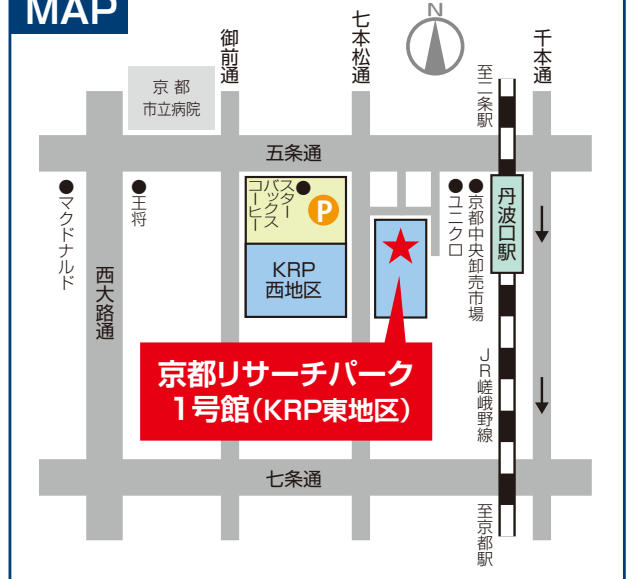 MAP
御前通
七本松通
N
千本通
至二条駅
京都
市立病院
五条通
マクドナルド
王将
スター
バックス
コーヒー
P
KRP
西地区
ユニクロ
京都中央卸売市場
丹波口駅
西大路通
京都リサーチパーク
1号館(KRP東地区)
JR嵯峨野線
七条通
至京都駅